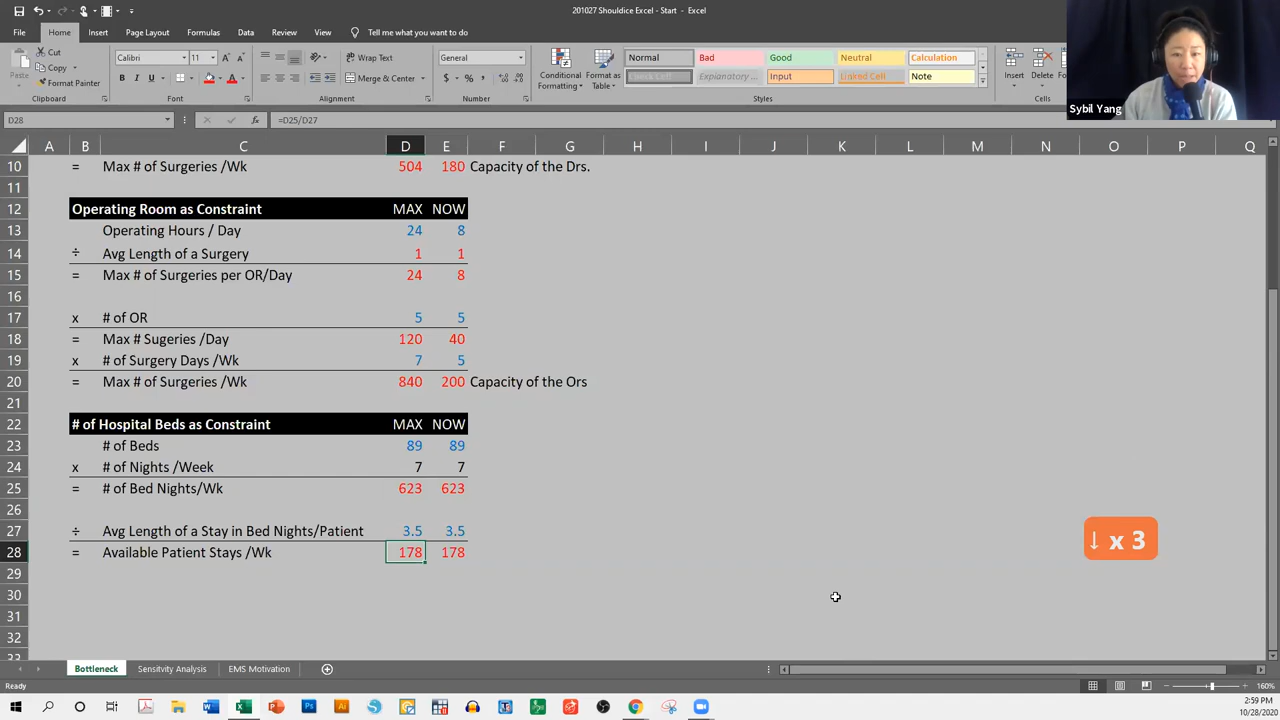 201027 Shouldice Excel - Start - Excel
File Home Insert Page Layout Formulas Data Review View Tell me what you want to do
Cut
Copy
Format Painter
Paste
Clipboard
Calibri 11
B I U
Font
Wrap Text
Merge & Center
Alignment
General
$ % ,
Number
Conditional Formatting
Format as Table
Normal Bad Good Neutral Calculation
Check Cell Explanatory ... Input Linked Cell Note
Styles
Insert Delete
Cells
Sybil Yang
D28 fx =D25/D27
A B C D E F G H I J K L M N O P Q
10 = Max # of Surgeries /Wk 504 180 Capacity of the Drs.
11
12 Operating Room as Constraint MAX NOW
13 Operating Hours / Day 24 8
14 ÷ Avg Length of a Surgery 1 1
15 = Max # of Surgeries per OR/Day 24 8
16
17 x # of OR 5 5
18 = Max # Sugeries /Day 120 40
19 x # of Surgery Days /Wk 7 5
20 = Max # of Surgeries /Wk 840 200 Capacity of the Ors
21
22 # of Hospital Beds as Constraint MAX NOW
23 # of Beds 89 89
24 x # of Nights /Week 7 7
25 = # of Bed Nights/Wk 623 623
26
27 ÷ Avg Length of a Stay in Bed Nights/Patient 3.5 3.5
28 = Available Patient Stays /Wk 178 178
↓ x 3
29
30
31
32
33
Bottleneck Sensitvity Analysis EMS Motivation
Ready
160%
2:59 PM
10/28/2020